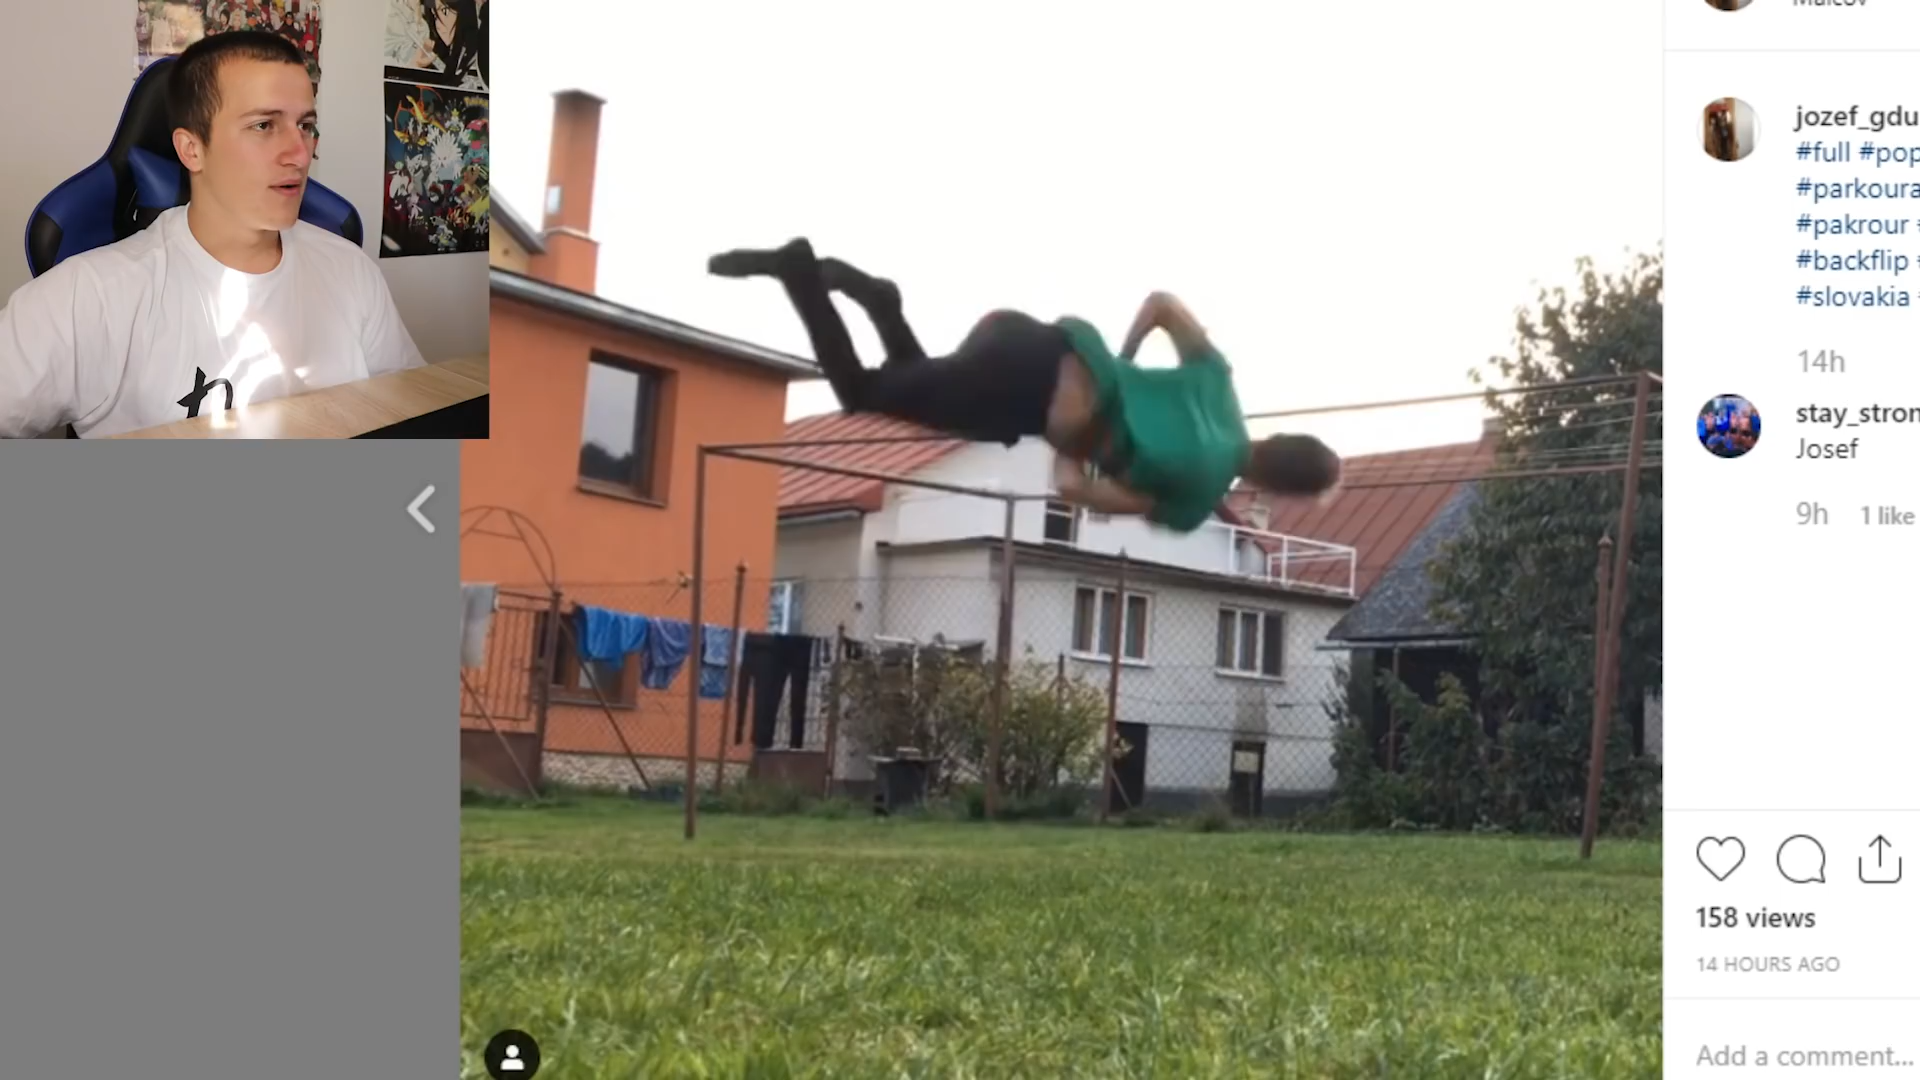 jozef_gdu
#full #pop
#parkoura
#pakrour
#backflip
#slovakia
14h
stay_stron
Josef
9h 1 like
158 views
14 HOURS AGO
Add a comment...